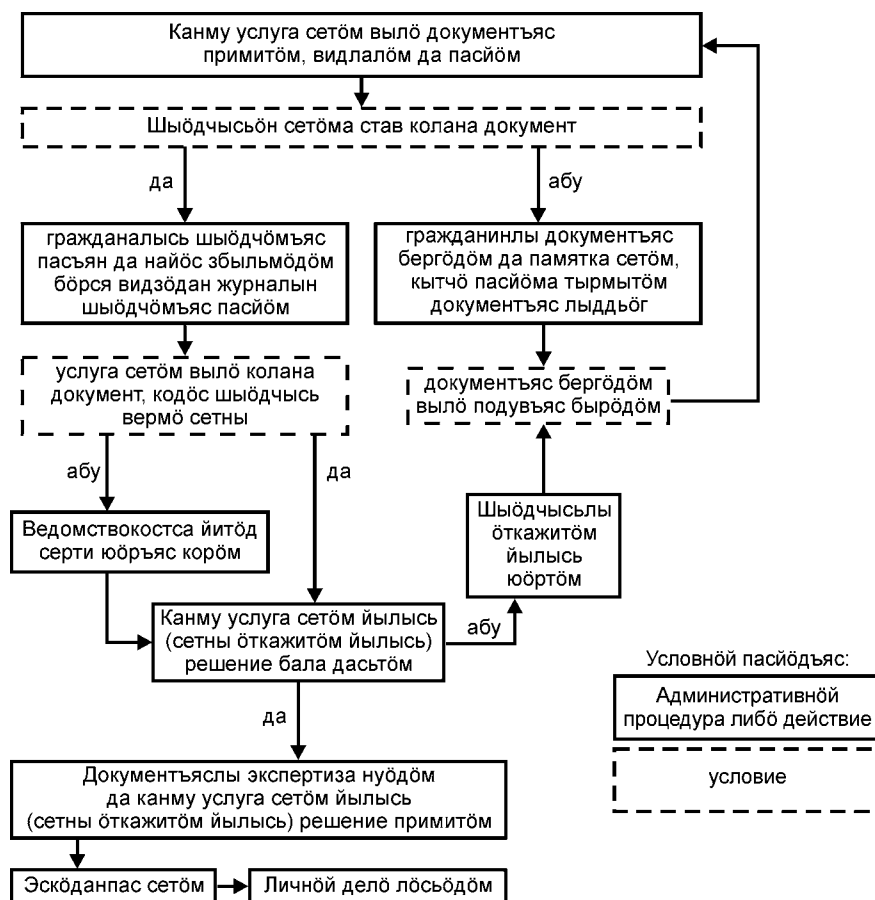 Канму услуга сетӧм вылӧ документъяс
примитӧм, видлалӧм да пасйӧм
Шыӧдчысьӧн сетӧма став колана документ
да
абу
гражданалысь шыӧдчӧмъяс
пасъян да найӧс збыльмӧдӧм
бӧрся видзӧдан журналын
шыӧдчӧмъяс пасйӧм
гражданинлы документъяс
бергӧдӧм да памятка сетӧм,
кытчӧ пасйӧма тырмытӧм
документъяс лыддьӧг
услуга сетӧм вылӧ колана
документ, кодӧс шыӧдчысь
вермӧ сетны
документъяс бергӧдӧм
вылӧ подувъяс бырӧдӧм
абу
да
Ведомствокостса йитӧд
серти юӧръяс корӧм
Шыӧдчысьлы
ӧткажитӧм
йылысь
юӧртӧм
Канму услуга сетӧм йылысь
(сетны ӧткажитӧм йылысь)
решение бала дасьтӧм
абу
да
Условнӧй пасйӧдъяс:
Административнӧй
процедура либӧ действие
условие
Документъяслы экспертиза нуӧдӧм
да канму услуга сетӧм йылысь
(сетны ӧткажитӧм йылысь) решение примитӧм
Эскӧданпас сетӧм
Личнӧй делӧ лӧсьӧдӧм